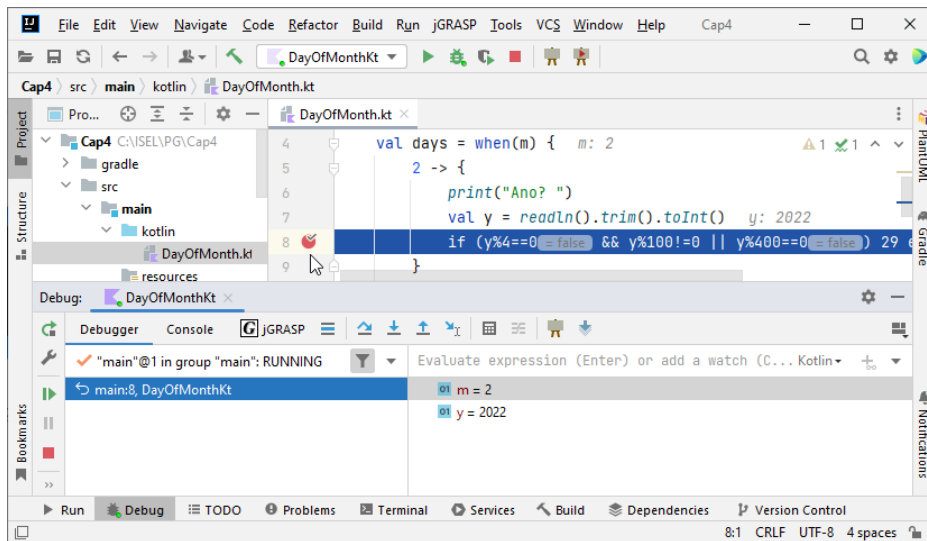 File Edit View Navigate Code Refactor Build Run jGRASP Tools VCS Window Help Cap4
DayOfMonthKt
Cap4 src main kotlin DayOfMonth.kt
Project
Structure
Bookmarks
Pro...
Cap4 C:\ISEL\PG\Cap4
gradle
src
main
kotlin
DayOfMonth.kt
resources
DayOfMonth.kt
4 val days = when(m) { m: 2
5 2 -> {
6 print("Ano? ")
7 val y = readln().trim().toInt() y: 2022
8 if (y%4==0 = false && y%100!=0 || y%400==0 = false ) 29 e
9 }
1 1
PlantUML
Gradle
Notifications
Debug: DayOfMonthKt
Debugger Console G jGRASP
"main"@1 in group "main": RUNNING
Evaluate expression (Enter) or add a watch (C... Kotlin
main:8, DayOfMonthKt
01 m = 2
01 y = 2022
Run Debug TODO Problems Terminal Services Build Dependencies Version Control
8:1 CRLF UTF-8 4 spaces